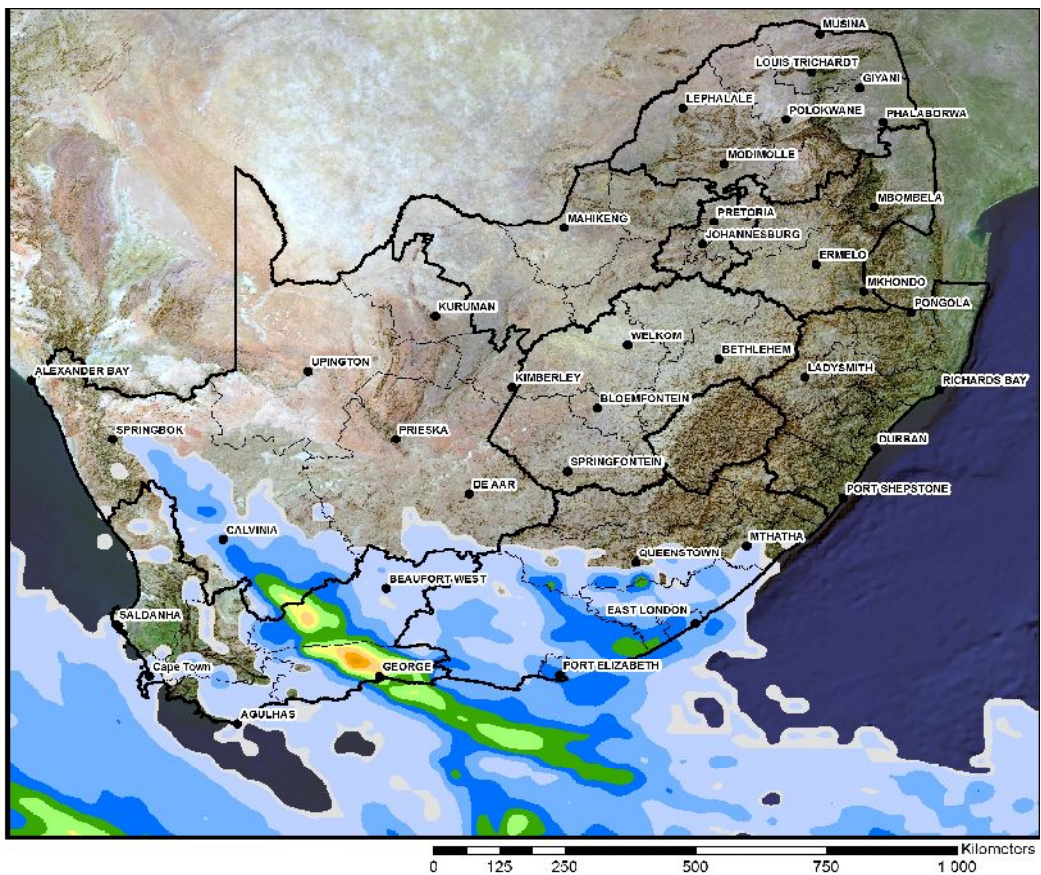 MUSINA
LOUIS TRICHARDT
GIYANI
LEPHALALE
POLOKWANE
PHALABORWA
MODIMOLLE
MBOMBELA
PRETORIA
MAHIKENG
JOHANNESBURG
ERMELO
MKHONDO
PONGOLA
KURUMAN
WELKOM
BETHLEHEM
UPINGTON
ALEXANDER BAY
KIMBERLEY
LADYSMITH
RICHARDS BAY
BLOEMFONTEIN
PRIESKA
SPRINGBOK
DURBAN
SPRINGFONTEIN
DE AAR
PORT SHEPSTONE
CALVINIA
MTHATHA
QUEENSTOWN
BEAUFORT WEST
EAST LONDON
SALDANHA
Cape Town
GEORGE
PORT ELIZABETH
AGULHAS
Kilometers
0 125 250 500 750 1 000